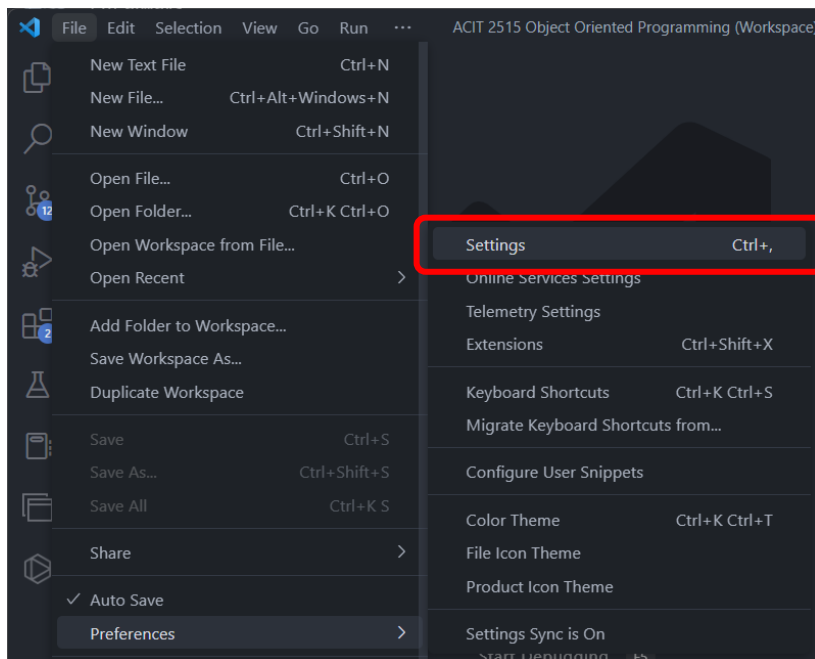 File Edit Selection View Go Run ... ACIT 2515 Object Oriented Programming (Workspace)
New Text File Ctrl+N
New File... Ctrl+Alt+Windows+N
New Window Ctrl+Shift+N
Open File... Ctrl+O
Open Folder... Ctrl+K Ctrl+O
Open Workspace from File...
Open Recent
Add Folder to Workspace...
Save Workspace As...
Duplicate Workspace
Save Ctrl+S
Save As... Ctrl+Shift+S
Save All Ctrl+K S
Share
Auto Save
Preferences
12
2
Settings Ctrl+,
Online Services Settings
Telemetry Settings
Extensions Ctrl+Shift+X
Keyboard Shortcuts Ctrl+K Ctrl+S
Migrate Keyboard Shortcuts from...
Configure User Snippets
Color Theme Ctrl+K Ctrl+T
File Icon Theme
Product Icon Theme
Settings Sync is On
Start Debugging F5